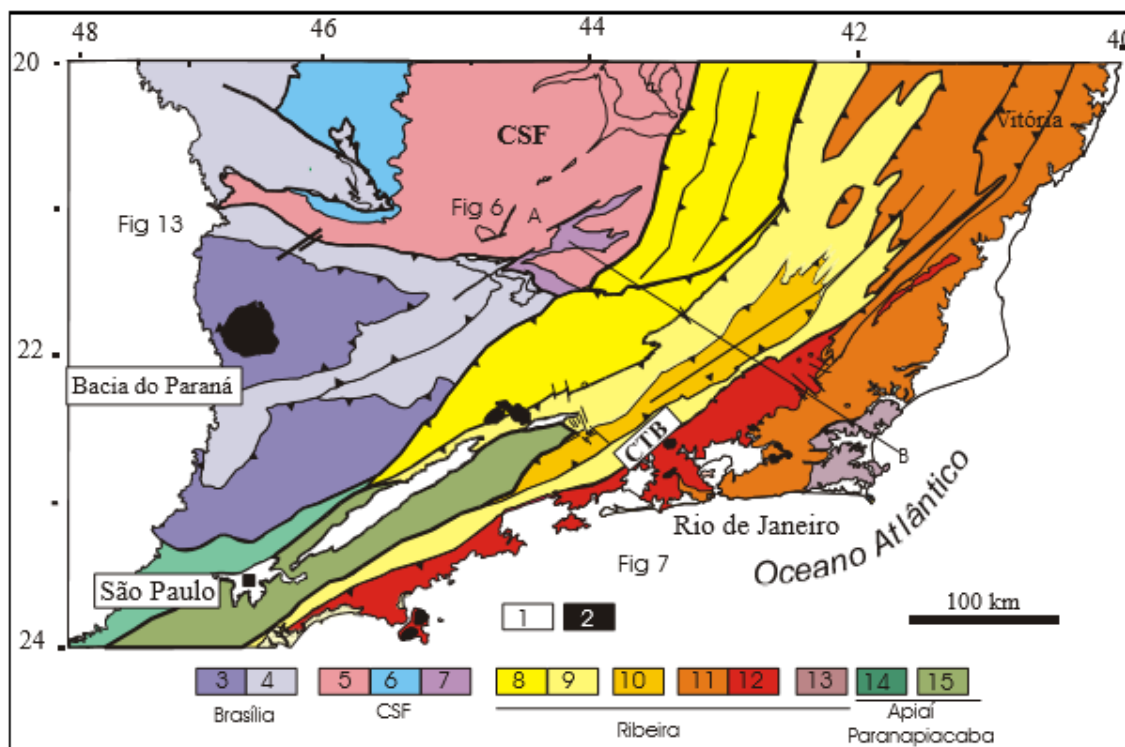 48 46 44 42 40
20
CSF
Vitória
Fig 6 A
Fig 13
22
Bacia do Paraná
CTB
B
Rio de Janeiro
Oceano Atlântico
São Paulo
Fig 7
1 2
100 km
24
3 4 5 6 7 8 9 10 11 12 13 14 15
Brasília CSF Ribeira Apiaí
Paranapiacaba